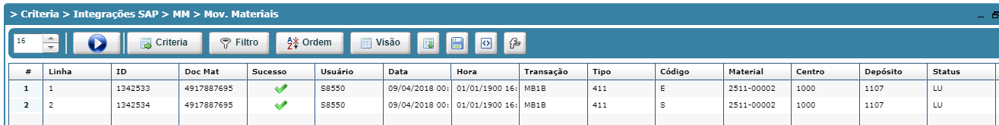 > Criteria > Integrações SAP > MM > Mov. Materiais
16 Criteria Filtro Ordem Visão
# Linha ID Doc Mat Sucesso Usuário Data Hora Transação Tipo Código Material Centro Depósito Status
1 1 1342533 4917887695 S8550 09/04/2018 00: 01/01/1900 16: MB1B 411 E 2511-00002 1000 1107 LU
2 2 1342534 4917887695 S8550 09/04/2018 00: 01/01/1900 16: MB1B 411 S 2511-00002 1000 1107 LU